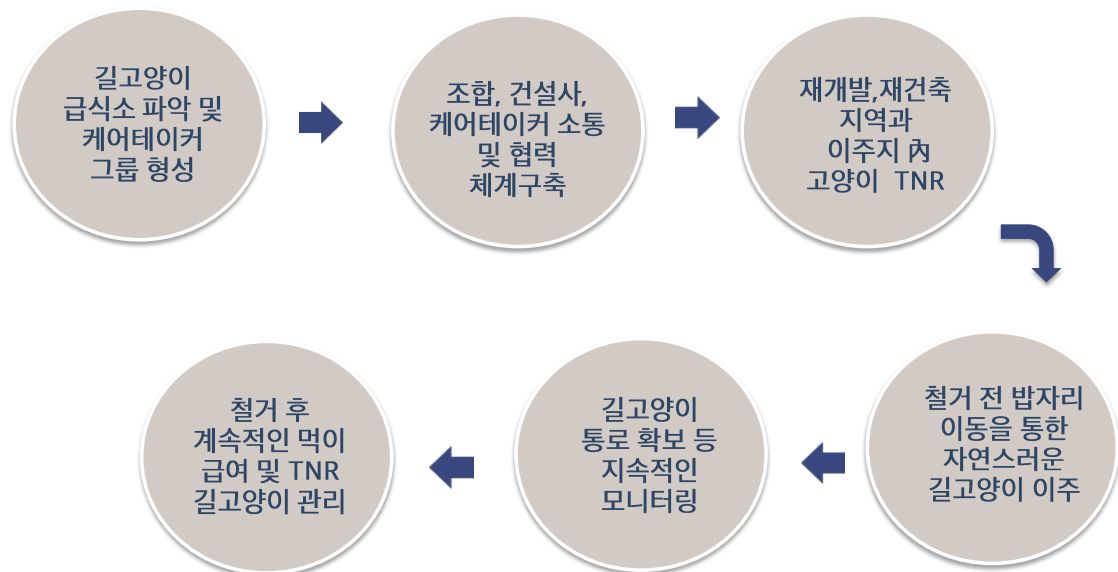 길고양이
급식소 파악 및
케어테이커
그룹 형성
조합, 건설사,
케어테이커 소통
및 협력
체계구축
재개발,재건축
지역과
이주지 內
고양이 TNR
철거 전 밥자리
이동을 통한
자연스러운
길고양이 이주
길고양이
통로 확보 등
지속적인
모니터링
철거 후
계속적인 먹이
급여 및 TNR
길고양이 관리